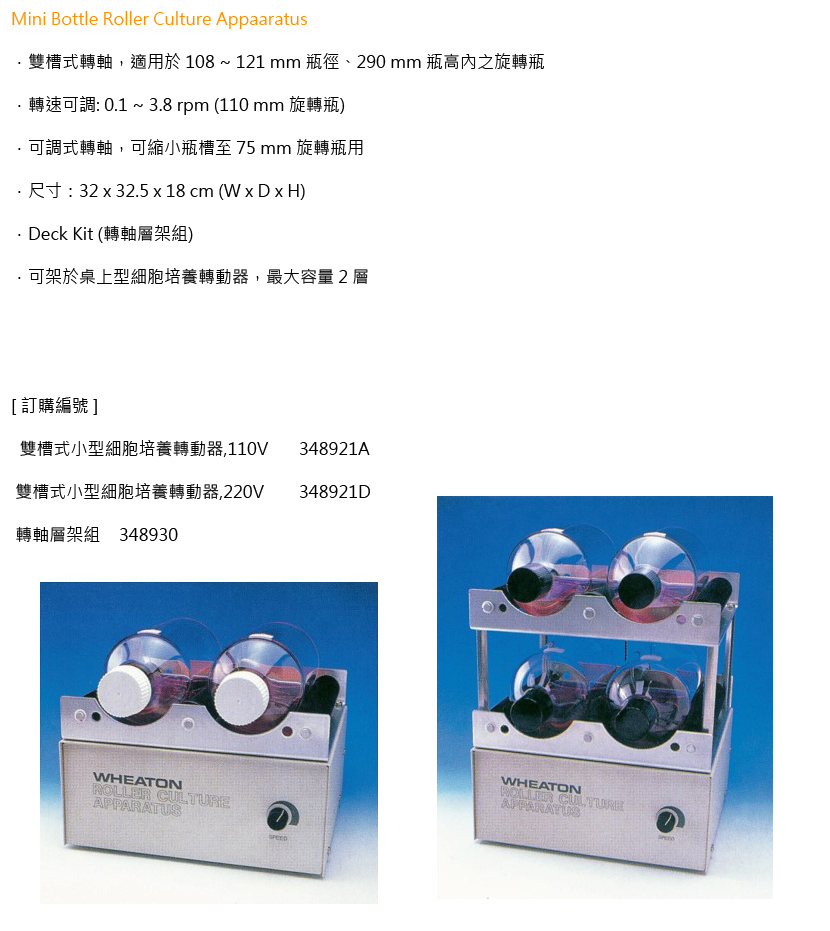 Mini Bottle Roller Culture Appaaratus
．雙槽式轉軸，適用於 108 ~ 121 mm 瓶徑、290 mm 瓶高內之旋轉瓶
．轉速可調: 0.1 ~ 3.8 rpm (110 mm 旋轉瓶)
．可調式轉軸，可縮小瓶槽至 75 mm 旋轉瓶用
．尺寸：32 x 32.5 x 18 cm (W x D x H)
．Deck Kit (轉軸層架組)
．可架於桌上型細胞培養轉動器，最大容量 2 層
[ 訂購編號 ]
雙槽式小型細胞培養轉動器,110V 348921A
雙槽式小型細胞培養轉動器,220V 348921D
轉軸層架組 348930
WHEATON
ROLLER CULTURE
APPARATUS
SPEED
WHEATON
ROLLER CULTURE
APPARATUS
SPEED